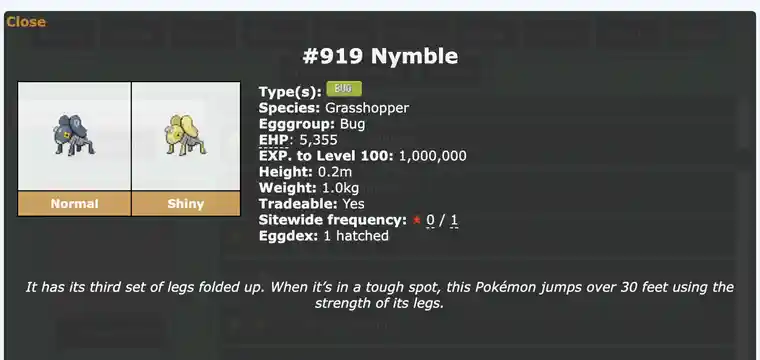 Close
#919 Nymble
Type(s): BUG
Species: Grasshopper
Egggroup: Bug
EHP: 5,355
EXP. to Level 100: 1,000,000
Height: 0.2m
Weight: 1.0kg
Tradeable: Yes
Sitewide frequency: 0 / 1
Eggdex: 1 hatched
Normal
Shiny
It has its third set of legs folded up. When it’s in a tough spot, this Pokémon jumps over 30 feet using the
strength of its legs.